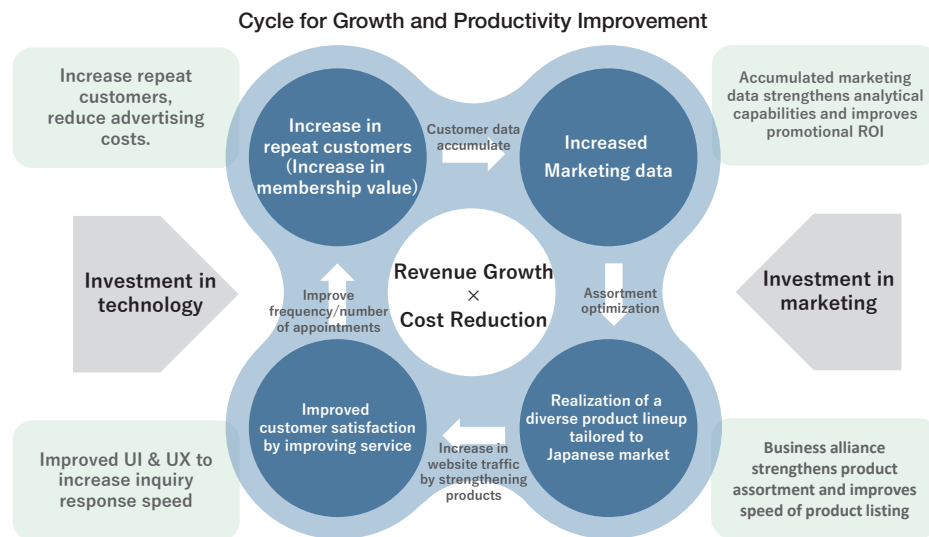 Cycle for Growth and Productivity Improvement
Increase repeat
customers,
reduce advertising
costs.
Increase in
repeat customers
(Increase in
membership value)
Customer data
accumulate
Increased
Marketing data
Accumulated marketing
data strengthens analytical
capabilities and improves
promotional ROI
Investment in
technology
Improve
frequency/number
of appointments
Revenue Growth
×
Cost Reduction
Assortment
optimization
Investment in
marketing
Improved UI & UX to
increase inquiry
response speed
Improved
customer satisfaction
by improving service
Increase in
website traffic
by strengthening
products
Realization of a
diverse product lineup
tailored to
Japanese market
Business alliance
strengthens product
assortment and improves
speed of product listing